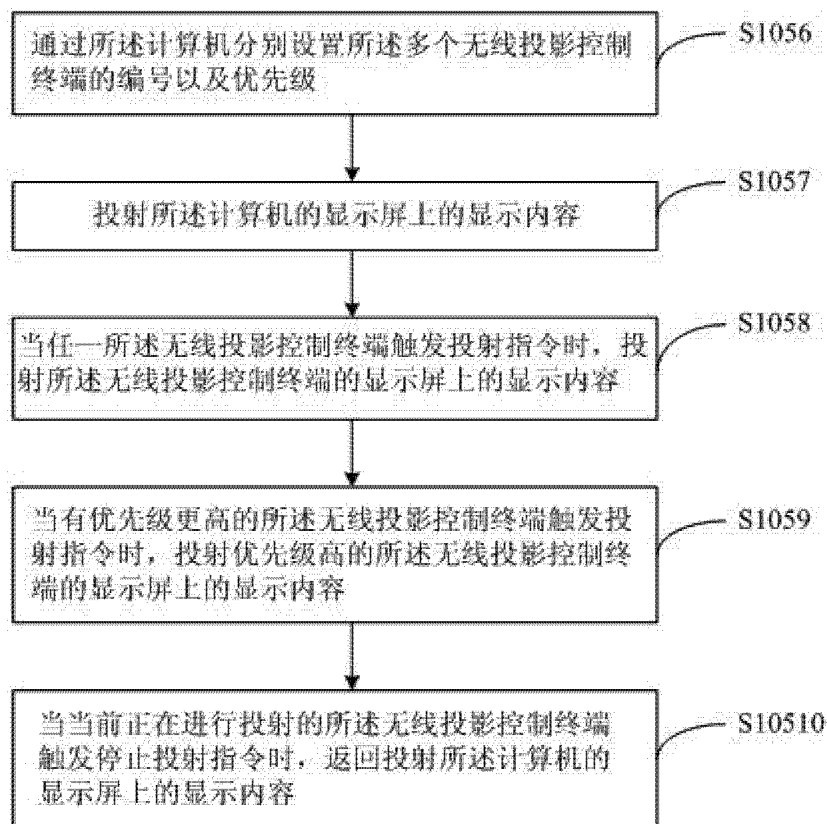 通过所述计算机分别设置所述多个无线投影控制
终端的编号以及优先级
S1056
投射所述计算机的显示屏上的显示内容
S1057
当任一所述无线投影控制终端触发投射指令时，投
射所述无线投影控制终端的显示屏上的显示内容
S1058
当有优先级更高的所述无线投影控制终端触发投
射指令时，投射优先级高的所述无线投影控制终
端的显示屏上的显示内容
S1059
当当前正在进行投射的所述无线投影控制终端
触发停止投射指令时，返回投射所述计算机的
显示屏上的显示内容
S10510